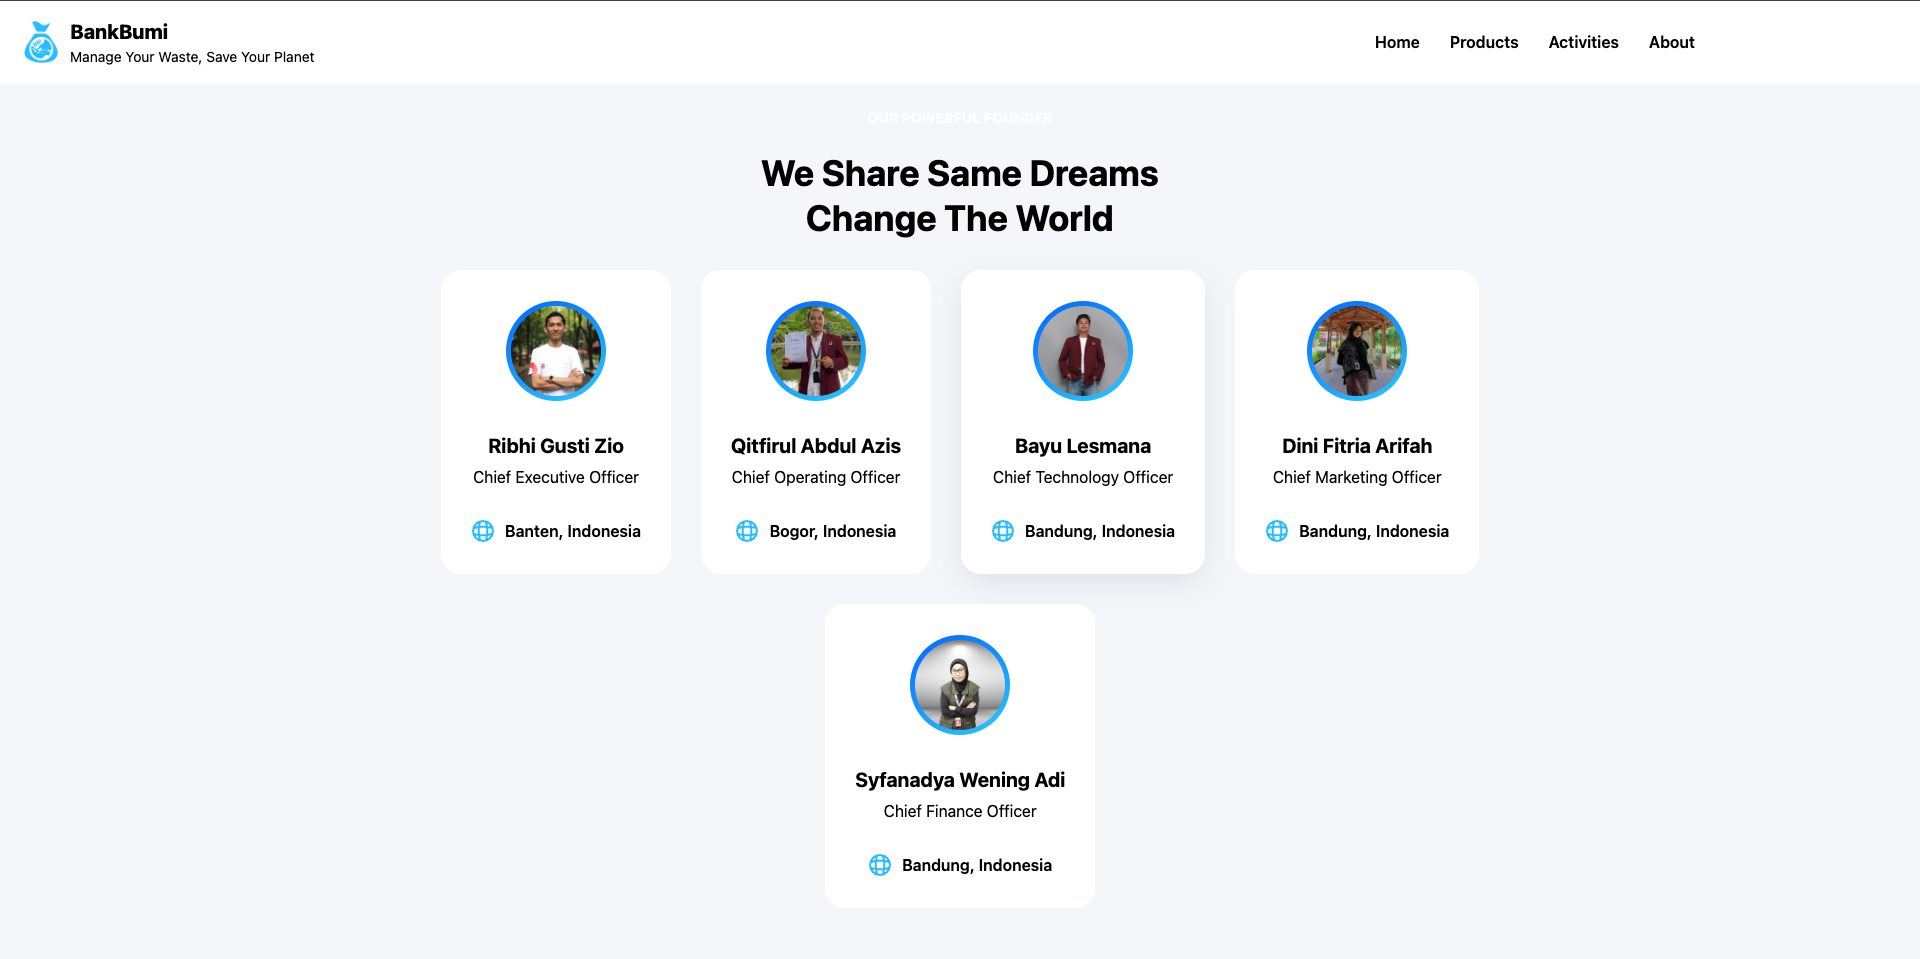 BankBumi
Manage Your Waste, Save Your Planet
Home
Products
Activities
About
OUR POWERFUL FOUNDER
We Share Same Dreams
Change The World
Ribhi Gusti Zio
Chief Executive Officer
Banten, Indonesia
Qitfirul Abdul Azis
Chief Operating Officer
Bogor, Indonesia
Bayu Lesmana
Chief Technology Officer
Bandung, Indonesia
Dini Fitria Arifah
Chief Marketing Officer
Bandung, Indonesia
Syfanadya Wening Adi
Chief Finance Officer
Bandung, Indonesia